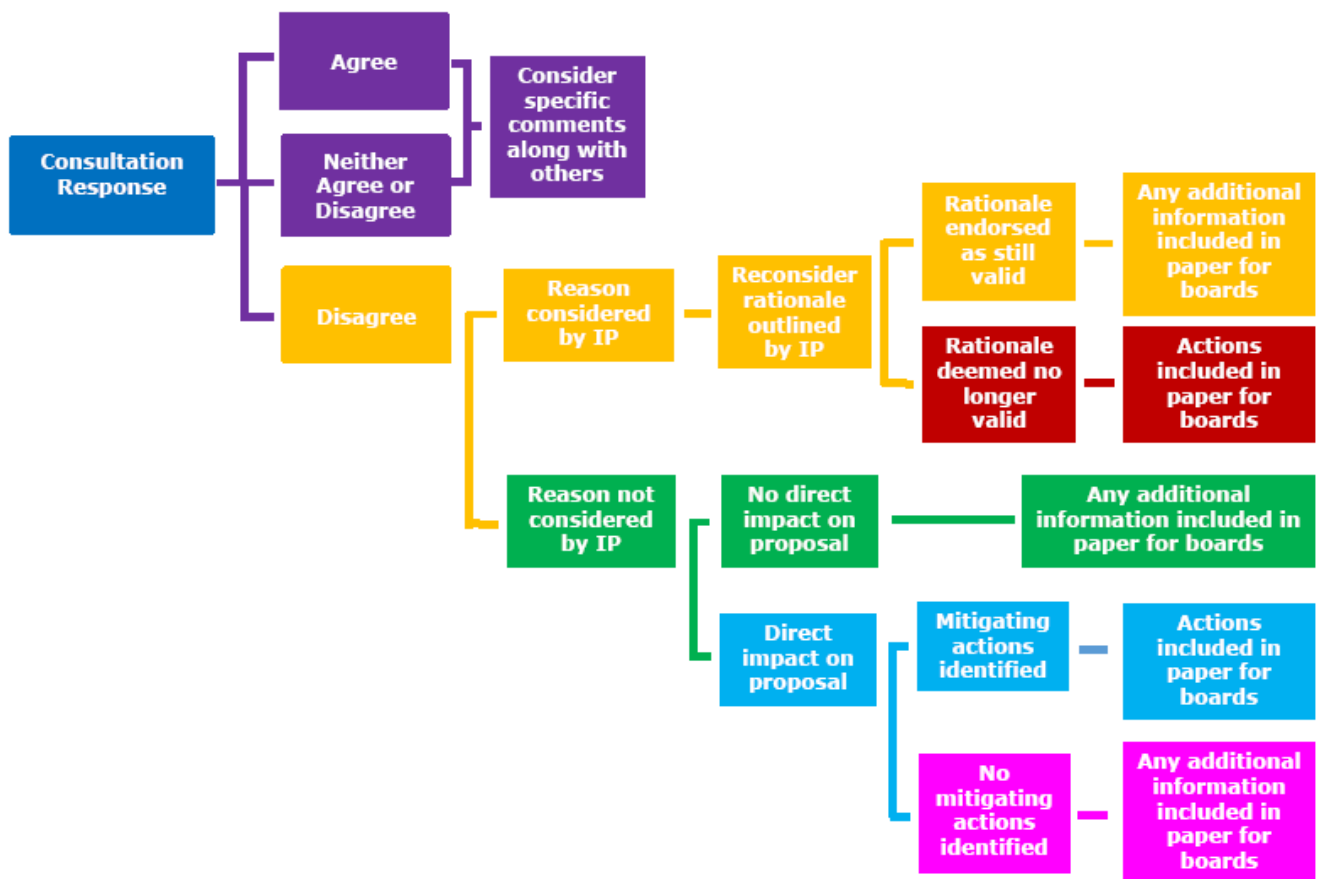 Consultation
Response
Agree
Neither
Agree or
Disagree
Disagree
Consider
specific
comments
along with
others
Reason
considered
by IP
Reconsider
rationale
outlined
by IP
Rationale
endorsed
as still
valid
Any additional
information
included in
paper for
boards
Rationale
deemed no
longer
valid
Actions
included in
paper for
boards
Reason not
considered
by IP
No direct
impact on
proposal
Any additional
information included in
paper for boards
Direct
impact on
proposal
Mitigating
actions
identified
Actions
included in
paper for
boards
No
mitigating
actions
identified
Any additional
information
included in
paper for
boards